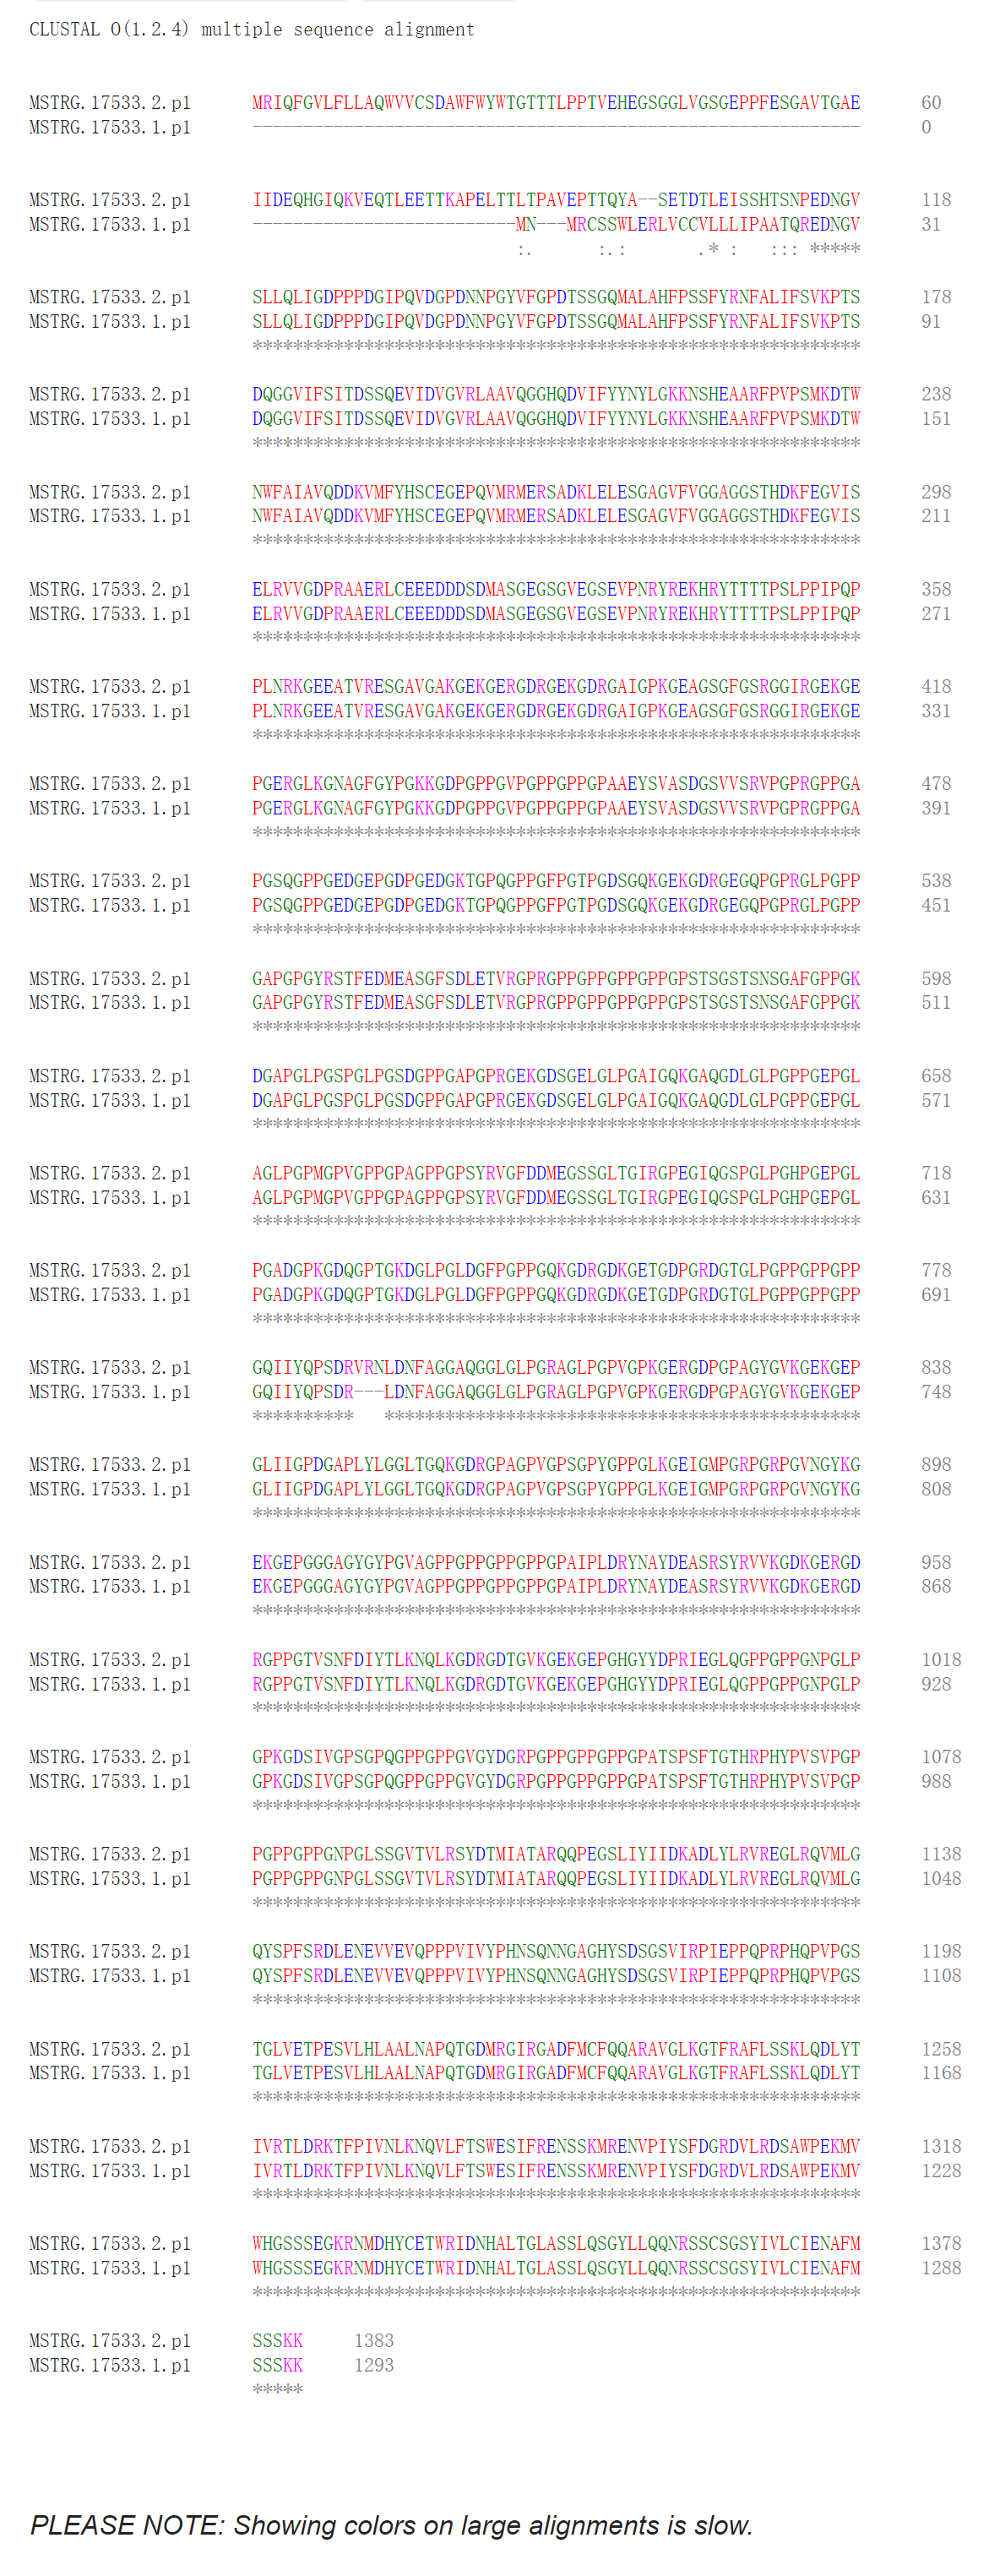 CLUSTAL O(1.2.4) multiple sequence alignment
MSTRG.17533.2.p1 MRIQFGVLFLLAQWVVCSDAWFWYWTGTTTLPPTVEHEGSGGLVGSGEPPFESGAVTGAE 60
MSTRG.17533.1.p1 ------------------------------------------------------------ 0
MSTRG.17533.2.p1 IIDEQHGIQKVEQTLEETTKAPELTTLTPAVEPTTQYA--SETDTLEISSHTSNPEDNGV 118
MSTRG.17533.1.p1 --------------------------MN---MRCSSWLERLVCCVLLLIPAATQREDNGV 31
:. :.: .* : ::: *****
MSTRG.17533.2.p1 SLLQLIGDPPPDGIPQVDGPDNNPGYVFGPDTSSGQMALAHFPSSFYRNFALIFSVKPTS 178
MSTRG.17533.1.p1 SLLQLIGDPPPDGIPQVDGPDNNPGYVFGPDTSSGQMALAHFPSSFYRNFALIFSVKPTS 91
************************************************************
MSTRG.17533.2.p1 DQGGVIFSITDSSQEVIDVGVRLAAVQGGHQDVIFYYNYLGKKNSHEAARFPVPSMKDTW 238
MSTRG.17533.1.p1 DQGGVIFSITDSSQEVIDVGVRLAAVQGGHQDVIFYYNYLGKKNSHEAARFPVPSMKDTW 151
************************************************************
MSTRG.17533.2.p1 NWFAIAVQDDKVMFYHSCEGEPQVMRMERSADKLELESGAGVFVGGAGGSTHDKFEGVIS 298
MSTRG.17533.1.p1 NWFAIAVQDDKVMFYHSCEGEPQVMRMERSADKLELESGAGVFVGGAGGSTHDKFEGVIS 211
************************************************************
MSTRG.17533.2.p1 ELRVVGDPRAAERLCEEEDDDSDMASGEGSGVEGSEVPNRYREKHRYTTTTPSLPPIPQP 358
MSTRG.17533.1.p1 ELRVVGDPRAAERLCEEEDDDSDMASGEGSGVEGSEVPNRYREKHRYTTTTPSLPPIPQP 271
************************************************************
MSTRG.17533.2.p1 PLNRKGEEATVRESGAVGAKGEKGERGDRGEKGDRGAIGPKGEAGSGFGSRGGIRGEKGE 418
MSTRG.17533.1.p1 PLNRKGEEATVRESGAVGAKGEKGERGDRGEKGDRGAIGPKGEAGSGFGSRGGIRGEKGE 331
************************************************************
MSTRG.17533.2.p1 PGERGLKGNAGFGYPGKKGDPGPPGVPGPPGPPGPAAEYSVASDGSVVSRVPGPRGPPGA 478
MSTRG.17533.1.p1 PGERGLKGNAGFGYPGKKGDPGPPGVPGPPGPPGPAAEYSVASDGSVVSRVPGPRGPPGA 391
************************************************************
MSTRG.17533.2.p1 PGSQGPPGEDGEPGDPGEDGKTGPQGPPGFPGTPGDSGQKGEKGDRGEGQPGPRGLPGPP 538
MSTRG.17533.1.p1 PGSQGPPGEDGEPGDPGEDGKTGPQGPPGFPGTPGDSGQKGEKGDRGEGQPGPRGLPGPP 451
************************************************************
MSTRG.17533.2.p1 GAPGPGYRSTFEDMEASGFSDLETVRGPRGPPGPPGPPGPPGPSTSGSTSNSGAFGPPGK 598
MSTRG.17533.1.p1 GAPGPGYRSTFEDMEASGFSDLETVRGPRGPPGPPGPPGPPGPSTSGSTSNSGAFGPPGK 511
************************************************************
MSTRG.17533.2.p1 DGAPGLPGSPGLPGSDGPPGAPGPRGEKGDSGELGLPGAIGQKGAQGDLGLPGPPGEPGL 658
MSTRG.17533.1.p1 DGAPGLPGSPGLPGSDGPPGAPGPRGEKGDSGELGLPGAIGQKGAQGDLGLPGPPGEPGL 571
************************************************************
MSTRG.17533.2.p1 AGLPGPMGPVGPPGPAGPPGPSYRVGFDDMEGSSGLTGIRGPEGIQGSPGLPGHPGEPGL 718
MSTRG.17533.1.p1 AGLPGPMGPVGPPGPAGPPGPSYRVGFDDMEGSSGLTGIRGPEGIQGSPGLPGHPGEPGL 631
************************************************************
MSTRG.17533.2.p1 PGADGPKGDQGPTGKDGLPGLDGFPGPPGQKGDRGDKGETGDPGRDGTGLPGPPGPPGPP 778
MSTRG.17533.1.p1 PGADGPKGDQGPTGKDGLPGLDGFPGPPGQKGDRGDKGETGDPGRDGTGLPGPPGPPGPP 691
************************************************************
MSTRG.17533.2.p1 GQIIYQPSDRVRNLDNFAGGAQGGLGLPGRAGLPGPVGPKGERGDPGPAGYGVKGEKGEP 838
MSTRG.17533.1.p1 GQIIYQPSDR---LDNFAGGAQGGLGLPGRAGLPGPVGPKGERGDPGPAGYGVKGEKGEP 748
********** ***********************************************
MSTRG.17533.2.p1 GLIIGPDGAPLYLGGLTGQKGDRGPAGPVGPSGPYGPPGLKGEIGMPGRPGRPGVNGYKG 898
MSTRG.17533.1.p1 GLIIGPDGAPLYLGGLTGQKGDRGPAGPVGPSGPYGPPGLKGEIGMPGRPGRPGVNGYKG 808
************************************************************
MSTRG.17533.2.p1 EKGEPGGGAGYGYPGVAGPPGPPGPPGPPGPAIPLDRYNAYDEASRSYRVVKGDKGERGD 958
MSTRG.17533.1.p1 EKGEPGGGAGYGYPGVAGPPGPPGPPGPPGPAIPLDRYNAYDEASRSYRVVKGDKGERGD 868
************************************************************
MSTRG.17533.2.p1 RGPPGTVSNFDIYTLKNQLKGDRGDTGVKGEKGEPGHGYYDPRIEGLQGPPGPPGNPGLP 1018
MSTRG.17533.1.p1 RGPPGTVSNFDIYTLKNQLKGDRGDTGVKGEKGEPGHGYYDPRIEGLQGPPGPPGNPGLP 928
************************************************************
MSTRG.17533.2.p1 GPKGDSIVGPSGPQGPPGPPGVGYDGRPGPPGPPGPPGPATSPSFTGTHRPHYPVSVPGP 1078
MSTRG.17533.1.p1 GPKGDSIVGPSGPQGPPGPPGVGYDGRPGPPGPPGPPGPATSPSFTGTHRPHYPVSVPGP 988
************************************************************
MSTRG.17533.2.p1 PGPPGPPGNPGLSSGVTVLRSYDTMIATARQQPEGSLIYIIDKADLYLRVREGLRQVMLG 1138
MSTRG.17533.1.p1 PGPPGPPGNPGLSSGVTVLRSYDTMIATARQQPEGSLIYIIDKADLYLRVREGLRQVMLG 1048
************************************************************
MSTRG.17533.2.p1 QYSPFSRDLENEVVEVQPPPVIVYPHNSQNNGAGHYSDSGSVIRPIEPPQPRPHQPVPGS 1198
MSTRG.17533.1.p1 QYSPFSRDLENEVVEVQPPPVIVYPHNSQNNGAGHYSDSGSVIRPIEPPQPRPHQPVPGS 1108
************************************************************
MSTRG.17533.2.p1 TGLVETPESVLHLAALNAPQTGDMRGIRGADFMCFQQARAVGLKGTFRAFLSSKLQDLYT 1258
MSTRG.17533.1.p1 TGLVETPESVLHLAALNAPQTGDMRGIRGADFMCFQQARAVGLKGTFRAFLSSKLQDLYT 1168
************************************************************
MSTRG.17533.2.p1 IVRTLDRKTFPIVNLKNQVLFTSWESIFRENSSKMRENVPIYSFDGRDVLRDSAWPEKMV 1318
MSTRG.17533.1.p1 IVRTLDRKTFPIVNLKNQVLFTSWESIFRENSSKMRENVPIYSFDGRDVLRDSAWPEKMV 1228
************************************************************
MSTRG.17533.2.p1 WHGSSSEGKRNMDHYCETWRIDNHALTGLASSLQSGYLLQQNRSSCSGSYIVLCIENAFM 1378
MSTRG.17533.1.p1 WHGSSSEGKRNMDHYCETWRIDNHALTGLASSLQSGYLLQQNRSSCSGSYIVLCIENAFM 1288
************************************************************
MSTRG.17533.2.p1 SSSKK 1383
MSTRG.17533.1.p1 SSSKK 1293
*****
PLEASE NOTE: Showing colors on large alignments is slow.